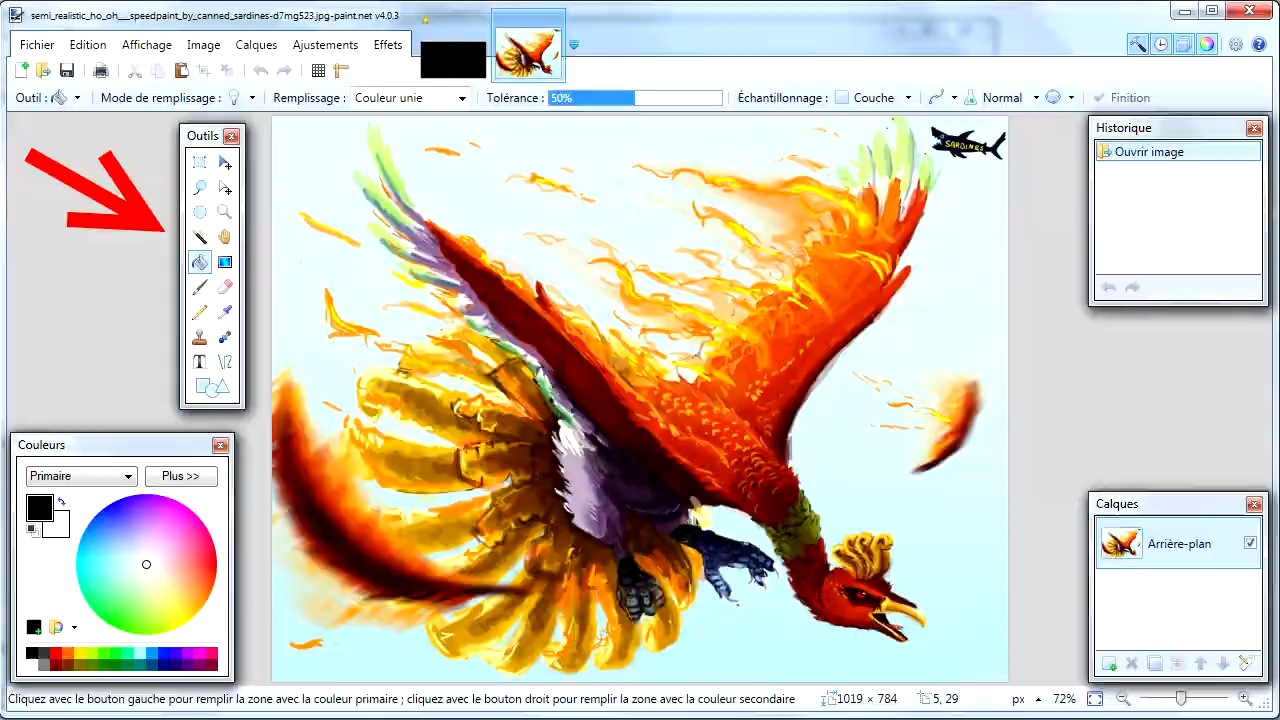 semi_realistic_ho_oh___speedpaint_by_canned_sardines-d7mg523.jpg-paint.net v4.0.3
Fichier Edition Affichage Image Calques Ajustements Effets
Outil : Mode de remplissage : Remplissage : Couleur unie Tolérance : 50% Échantillonnage : Couche Normal Finition
Outils
SARDINES
Historique
Ouvrir image
Couleurs
Primaire Plus >>
Calques
Arrière-plan
Cliquez avec le bouton gauche pour remplir la zone avec la couleur primaire ; cliquez avec le bouton droit pour remplir la zone avec la Couleur secondaire 1019 × 784 5, 29 px 72%